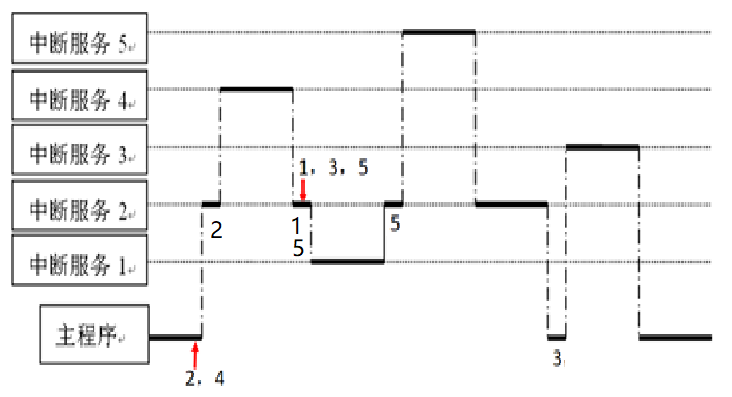 中断服务 5
中断服务 4
中断服务 3
1, 3, 5
中断服务 2
2
1
5
5
中断服务 1
主程序
3
2, 4